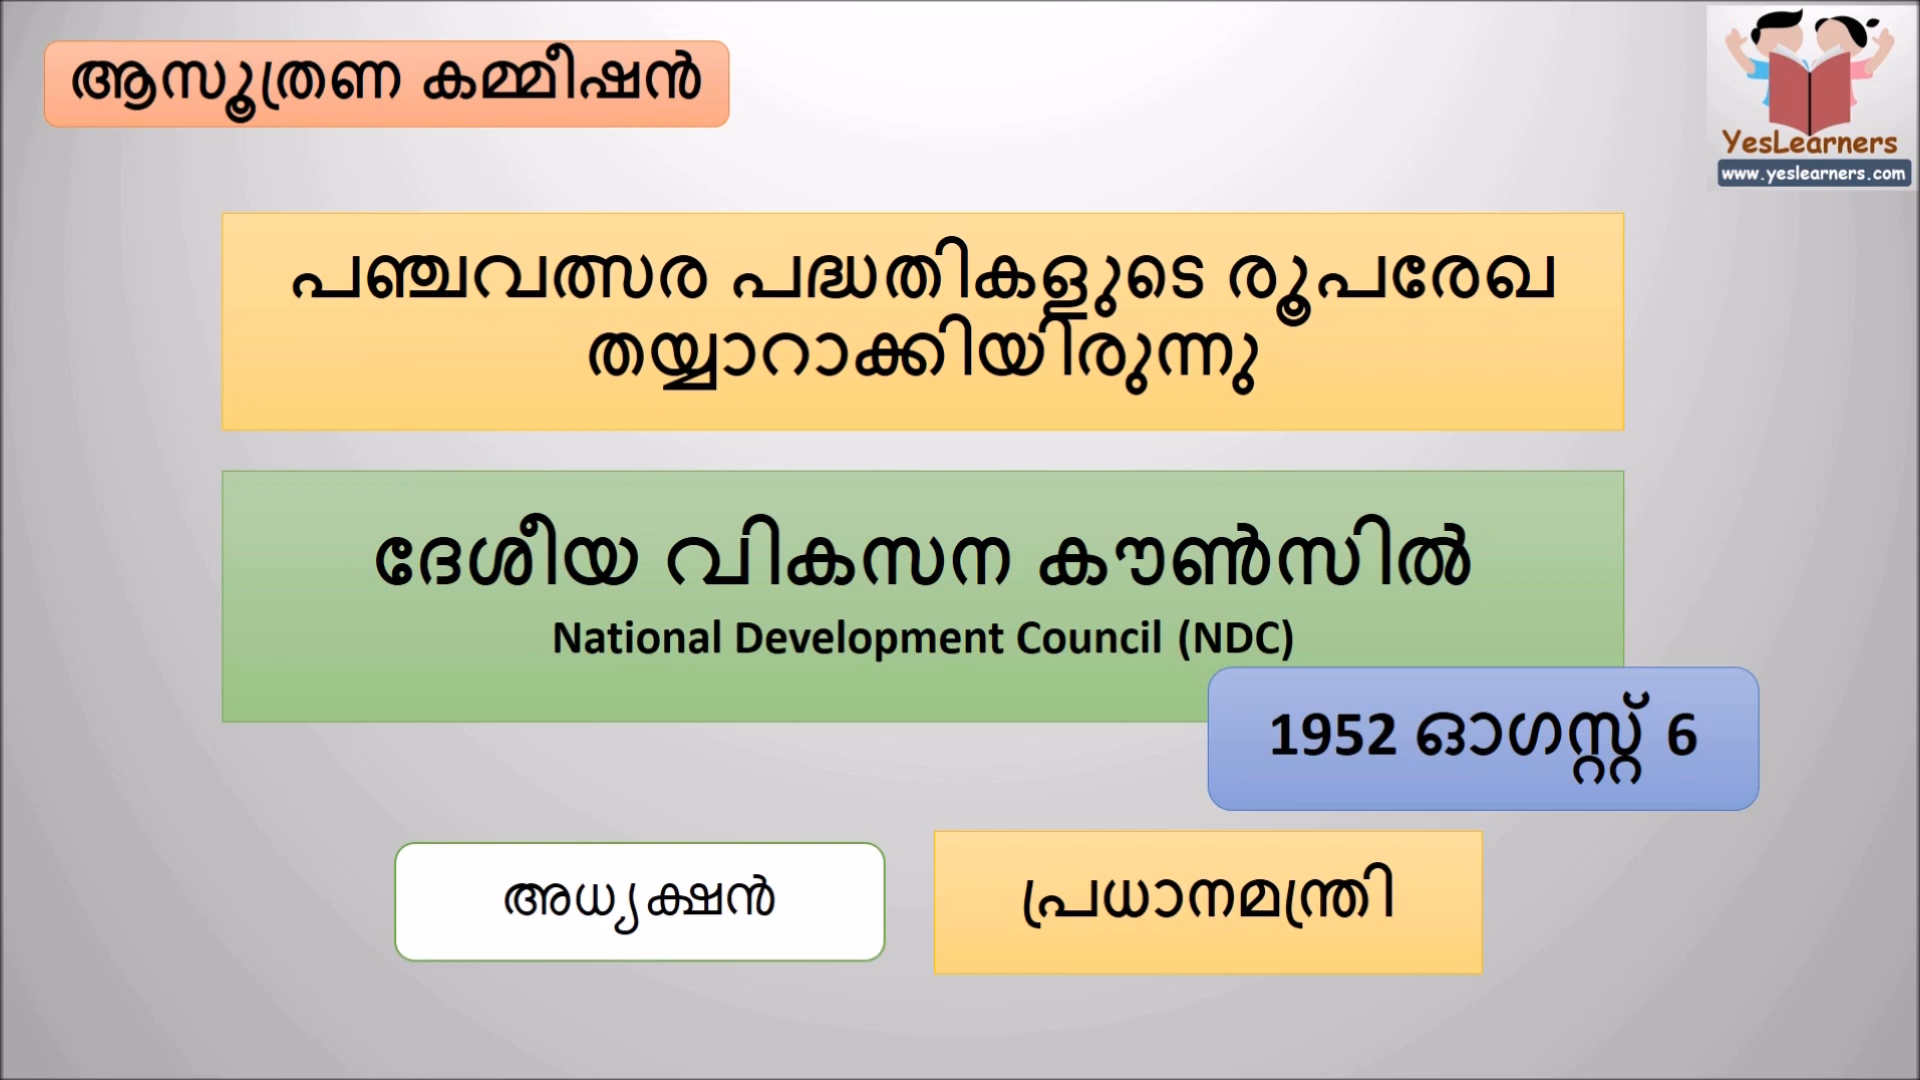 ആസൂത്രണ കമ്മീഷൻ
YesLearners
www.yeslearners.com
പഞ്ചവത്സര പദ്ധതികളുടെ രൂപരേഖ
തയ്യാറാക്കിയിരുന്നു
ദേശീയ വികസന കൗൺസിൽ
National Development Council (NDC)
1952 ഓഗസ്റ്റ് 6
അധ്യക്ഷൻ
പ്രധാനമന്ത്രി